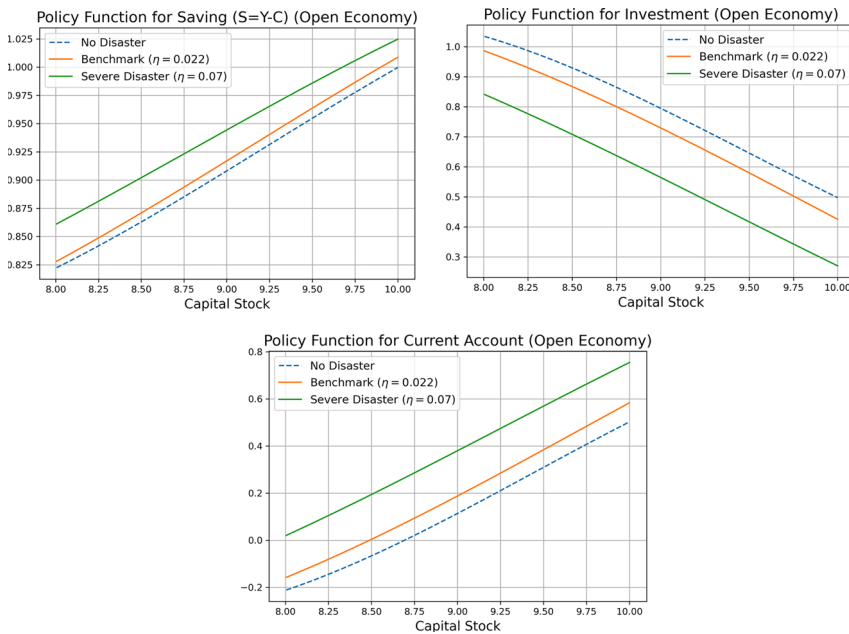 Policy Function for Saving (S=Y-C) (Open Economy)
No Disaster
Benchmark (η = 0.022)
Severe Disaster (η = 0.07)
1.025
1.000
0.975
0.950
0.925
0.900
0.875
0.850
0.825
8.00 8.25 8.50 8.75 9.00 9.25 9.50 9.75 10.00
Capital Stock
Policy Function for Investment (Open Economy)
No Disaster
Benchmark (η = 0.022)
Severe Disaster (η = 0.07)
1.0
0.9
0.8
0.7
0.6
0.5
0.4
0.3
8.00 8.25 8.50 8.75 9.00 9.25 9.50 9.75 10.00
Capital Stock
Policy Function for Current Account (Open Economy)
No Disaster
Benchmark (η = 0.022)
Severe Disaster (η = 0.07)
0.8
0.6
0.4
0.2
0.0
−0.2
8.00 8.25 8.50 8.75 9.00 9.25 9.50 9.75 10.00
Capital Stock